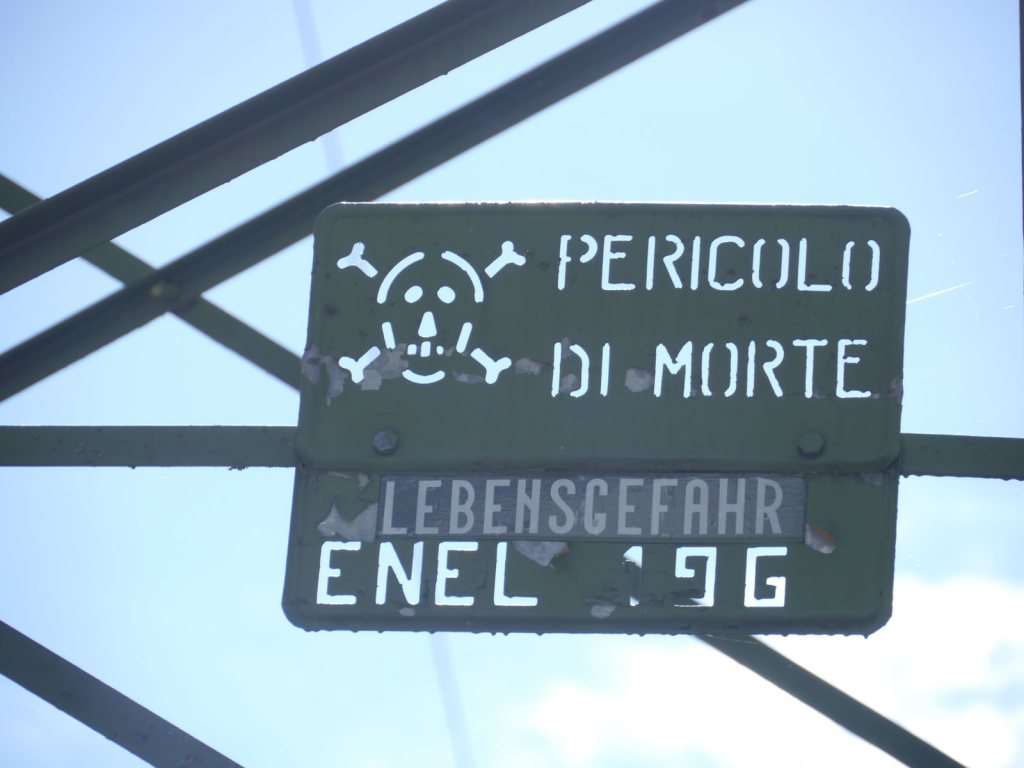 PERICOLO
DI MORTE
LEBENSGEFAHR
ENEL 19G